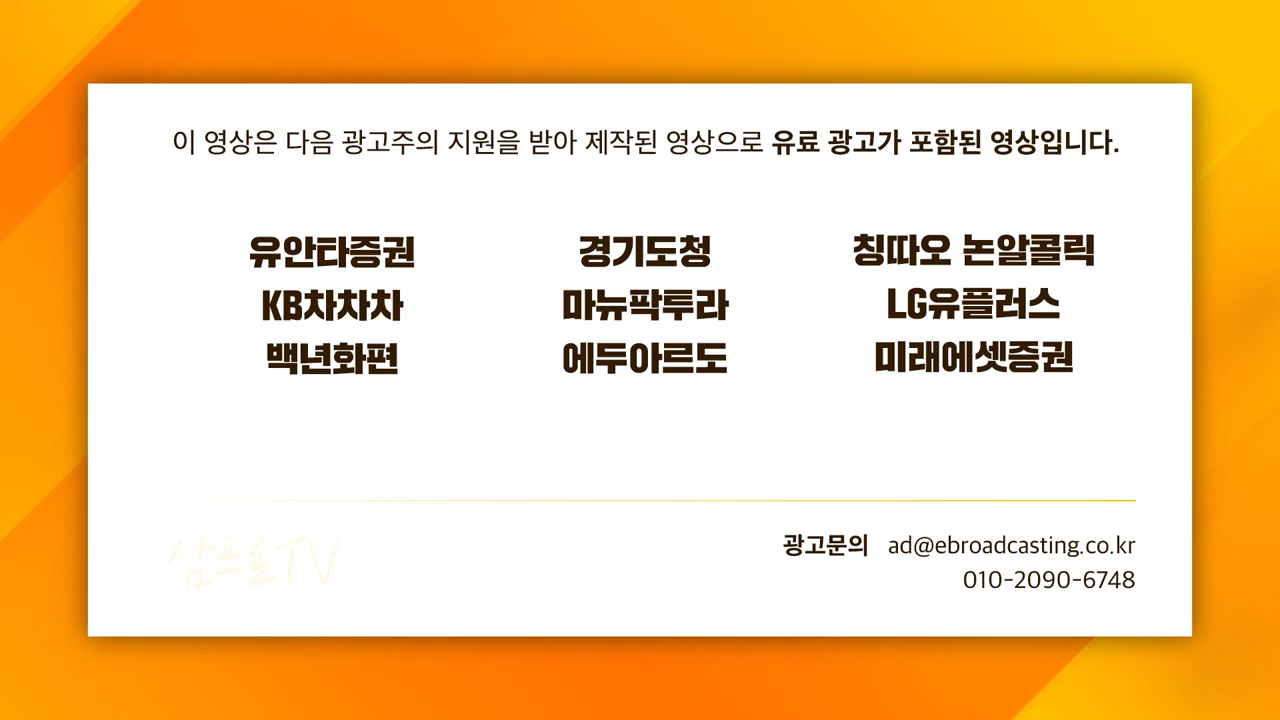 이 영상은 다음 광고주의 지원을 받아 제작된 영상으로 유료 광고가 포함된 영상입니다.
유안타증권 경기도청 칭따오 논알콜릭
KB차차차 마뉴팍투라 LG유플러스
백년화편 에두아르도 미래에셋증권
삼프로TV 광고문의 ad@ebroadcasting.co.kr
010-2090-6748